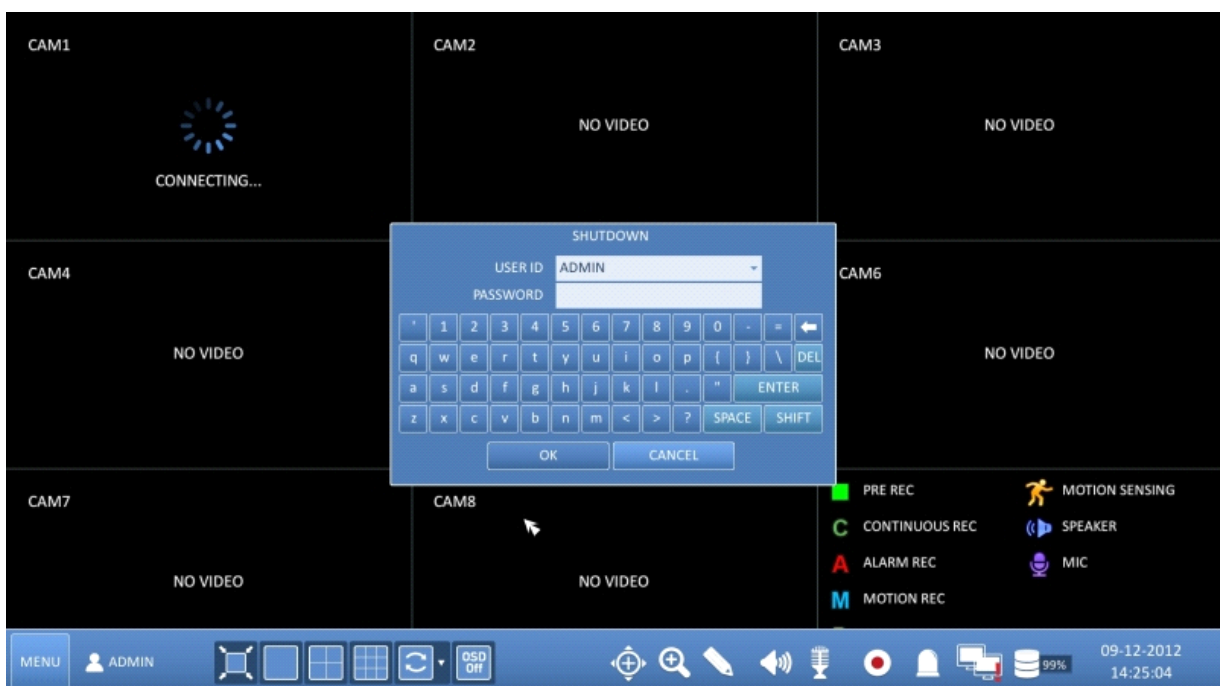 CAM1
CAM2
CAM3
NO VIDEO
NO VIDEO
CONNECTING...
SHUTDOWN
USER ID ADMIN
PASSWORD
' 1 2 3 4 5 6 7 8 9 0 - =
q w e r t y u i o p { } \ DEL
a s d f g h j k l . " ENTER
z x c v b n m < > ? SPACE SHIFT
OK CANCEL
CAM4
CAM6
NO VIDEO
NO VIDEO
CAM7
CAM8
NO VIDEO
NO VIDEO
PRE REC
MOTION SENSING
C CONTINUOUS REC
SPEAKER
A ALARM REC
MIC
M MOTION REC
MENU
ADMIN
OSD
Off
99%
09-12-2012
14:25:04